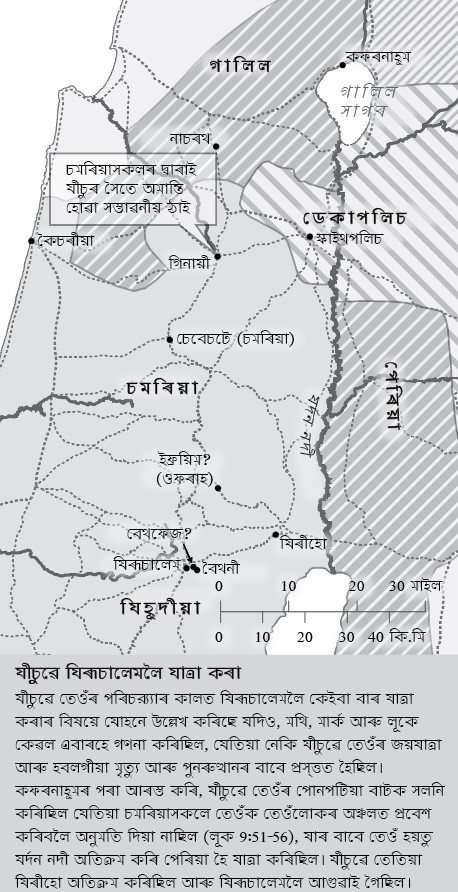 গালিল
কফৰনাহূম
গালিল
সাগৰ
নাচৰথ
চমৰিয়াসকলৰ দ্বাৰাই
যীচুৰ সৈতে অমান্তি
হোৱা সম্ভাৱনীয় ঠাই
ডেকাপলিচ
স্কাইথপলিচ
কৈচৰীয়া
গিনায়ী
চেবেচটে (চমৰিয়া)
পেৰিয়া
চমৰিয়া
যৰ্দন নদী
ইফ্ৰয়িম?
(ওফৰাহ)
বেথফেজ?
যিৰীহো
যিৰূচালেম
বৈথনী
যিহূদীয়া
0 10 20 30 মাইল
0 10 20 30 40 কি.মি
যীচুৱে যিৰূচালেমলৈ যাত্ৰা কৰা
যীচুৱে তেওঁৰ পৰিচৰ্য্যাৰ কালত যিৰূচালেমলৈ কেইবা বাৰ যাত্ৰা
কৰাৰ বিষয়ে যোহনে উল্লেখ কৰিছে যদিও, মথি, মাৰ্ক আৰু লূকে
কেৱল এবাৰহে গণনা কৰিছিল, যেতিয়া নেকি যীচুৱে তেওঁৰ জয়যাত্ৰা
আৰু হবলগীয়া মৃত্যু আৰু পুনৰুত্থানৰ বাবে প্ৰস্তুত হৈছিল।
কফৰনাহূমৰ পৰা আৰম্ভ কৰি, যীচুৱে তেওঁৰ পোনপটিয়া বাটক সলনি
কৰিছিল যেতিয়া চমৰিয়াসকলে তেওঁক তেওঁলোকৰ অঞ্চলত প্ৰবেশ
কৰিবলৈ অনুমতি দিয়া নাছিল (লূক 9:51-56), যাৰ বাবে তেওঁ হয়তু
যৰ্দন নদী অতিক্ৰম কৰি পেৰিয়া হৈ যাত্ৰা কৰিছিল। যীচুৱে তেতিয়া
যিৰীহো অতিক্ৰম কৰিছিল আৰু যিৰূচালেমলৈ আগুৱাই গৈছিল।